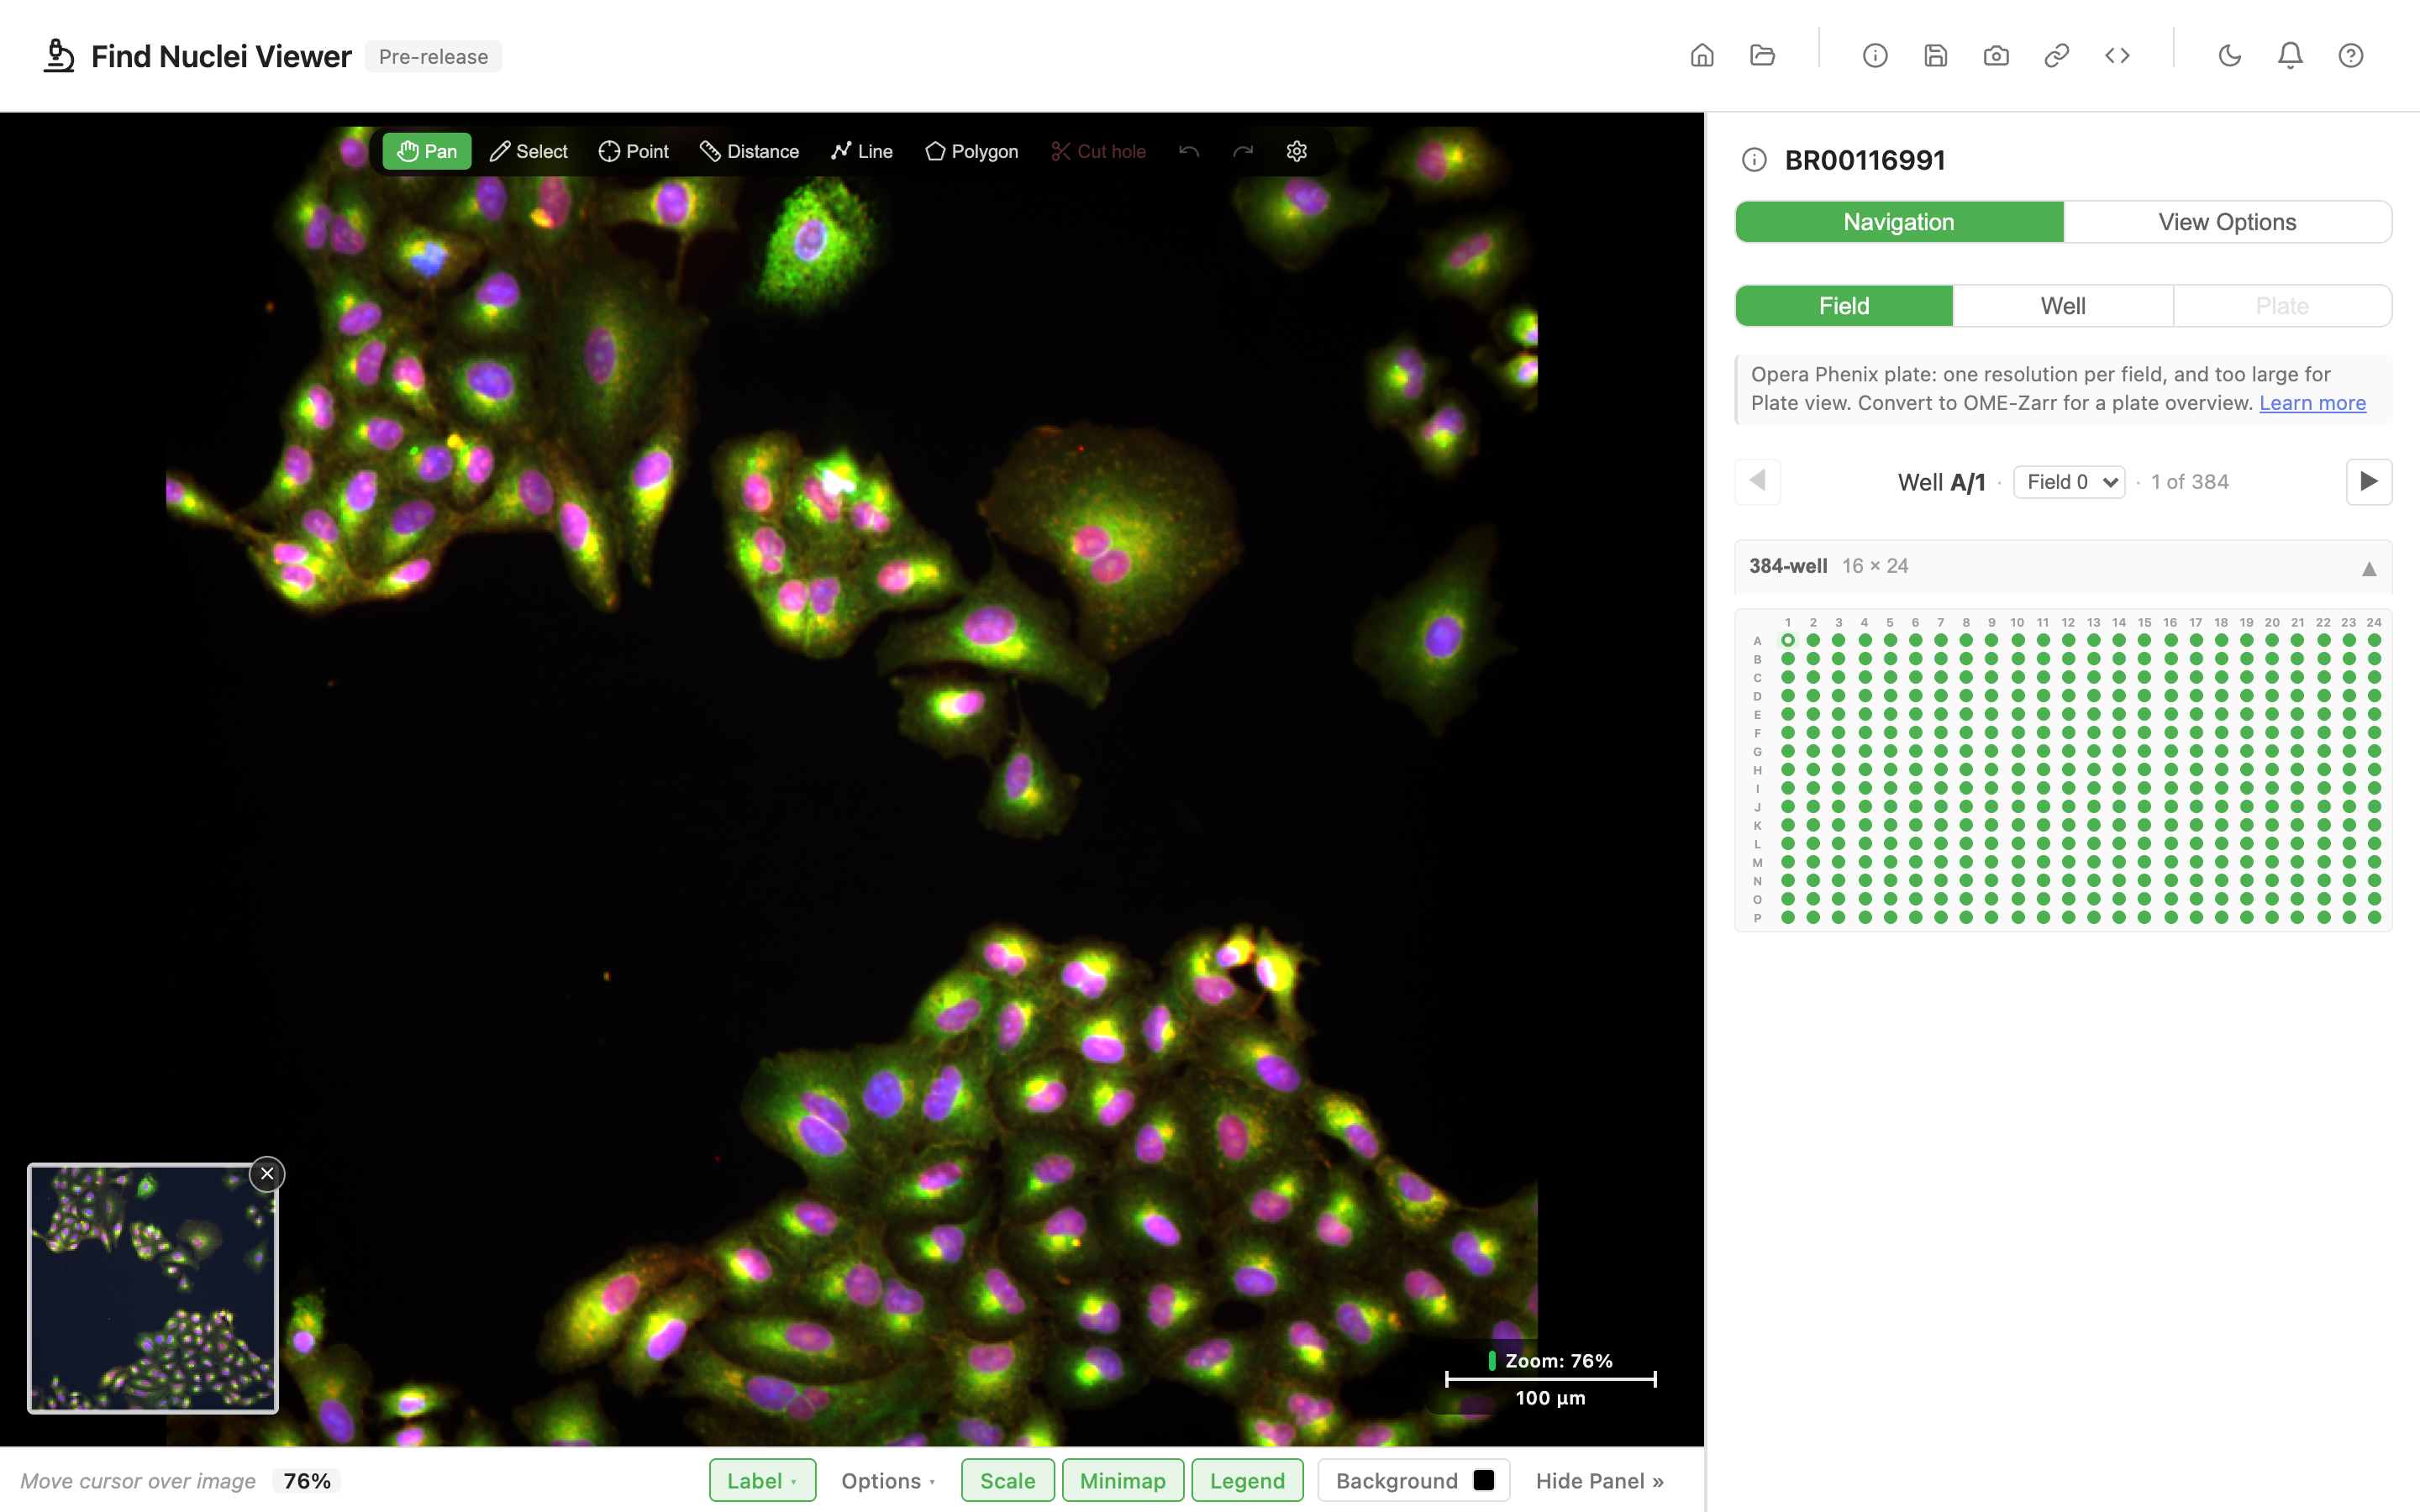 Find Nuclei Viewer Pre-release
Pan Select Point Distance Line Polygon Cut hole
BR00116991
Navigation View Options
Field Well Plate
Opera Phenix plate: one resolution per field, and too large for
Plate view. Convert to OME-Zarr for a plate overview. Learn more
Well A/1 · Field 0 · 1 of 384
384-well 16 × 24
1 2 3 4 5 6 7 8 9 10 11 12 13 14 15 16 17 18 19 20 21 22 23 24
A
B
C
D
E
F
G
H
I
J
K
L
M
N
O
P
Zoom: 76%
100 µm
Move cursor over image 76% Label Options Scale Minimap Legend Background Hide Panel »